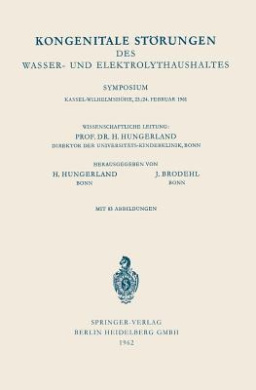 KONGENITALE STÖRUNGEN
DES
WASSER- UND ELEKTROLYTHAUSHALTES
SYMPOSIUM
KASSEL-WILHELMSHÖHE, 23./24. FEBRUAR 1961
WISSENSCHAFTLICHE LEITUNG:
PROF. DR. H. HUNGERLAND
DIREKTOR DER UNIVERSITÄTS-KINDERKLINIK, BONN
HERAUSGEGEBEN VON
H. HUNGERLAND J. BRODEHL
BONN BONN
MIT 85 ABBILDUNGEN
SPRINGER-VERLAG
BERLIN HEIDELBERG GMBH
1962